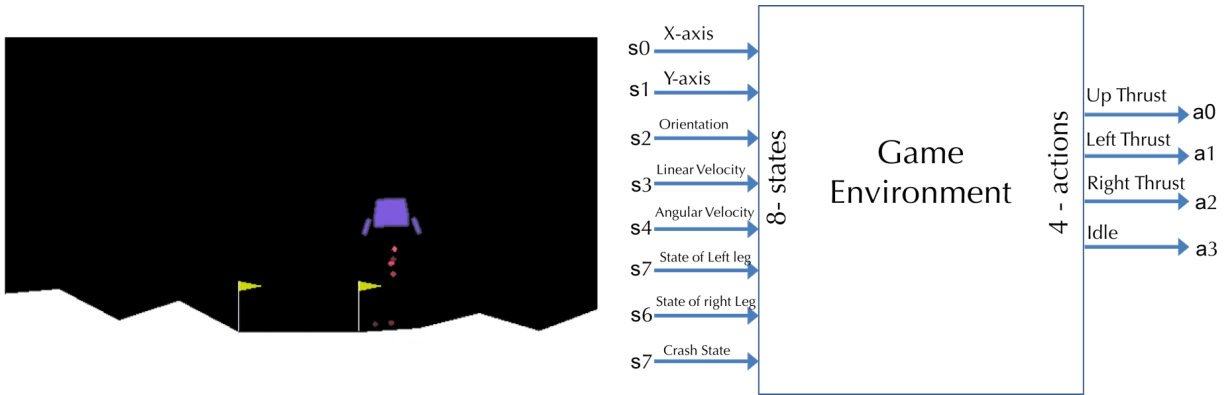 s0 X-axis
s1 Y-axis
s2 Orientation
s3 Linear Velocity
s4 Angular Velocity
s7 State of Left leg
s6 State of right Leg
s7 Crash State
8- states
Game
Environment
4 - actions
Up Thrust a0
Left Thrust a1
Right Thrust a2
Idle a3